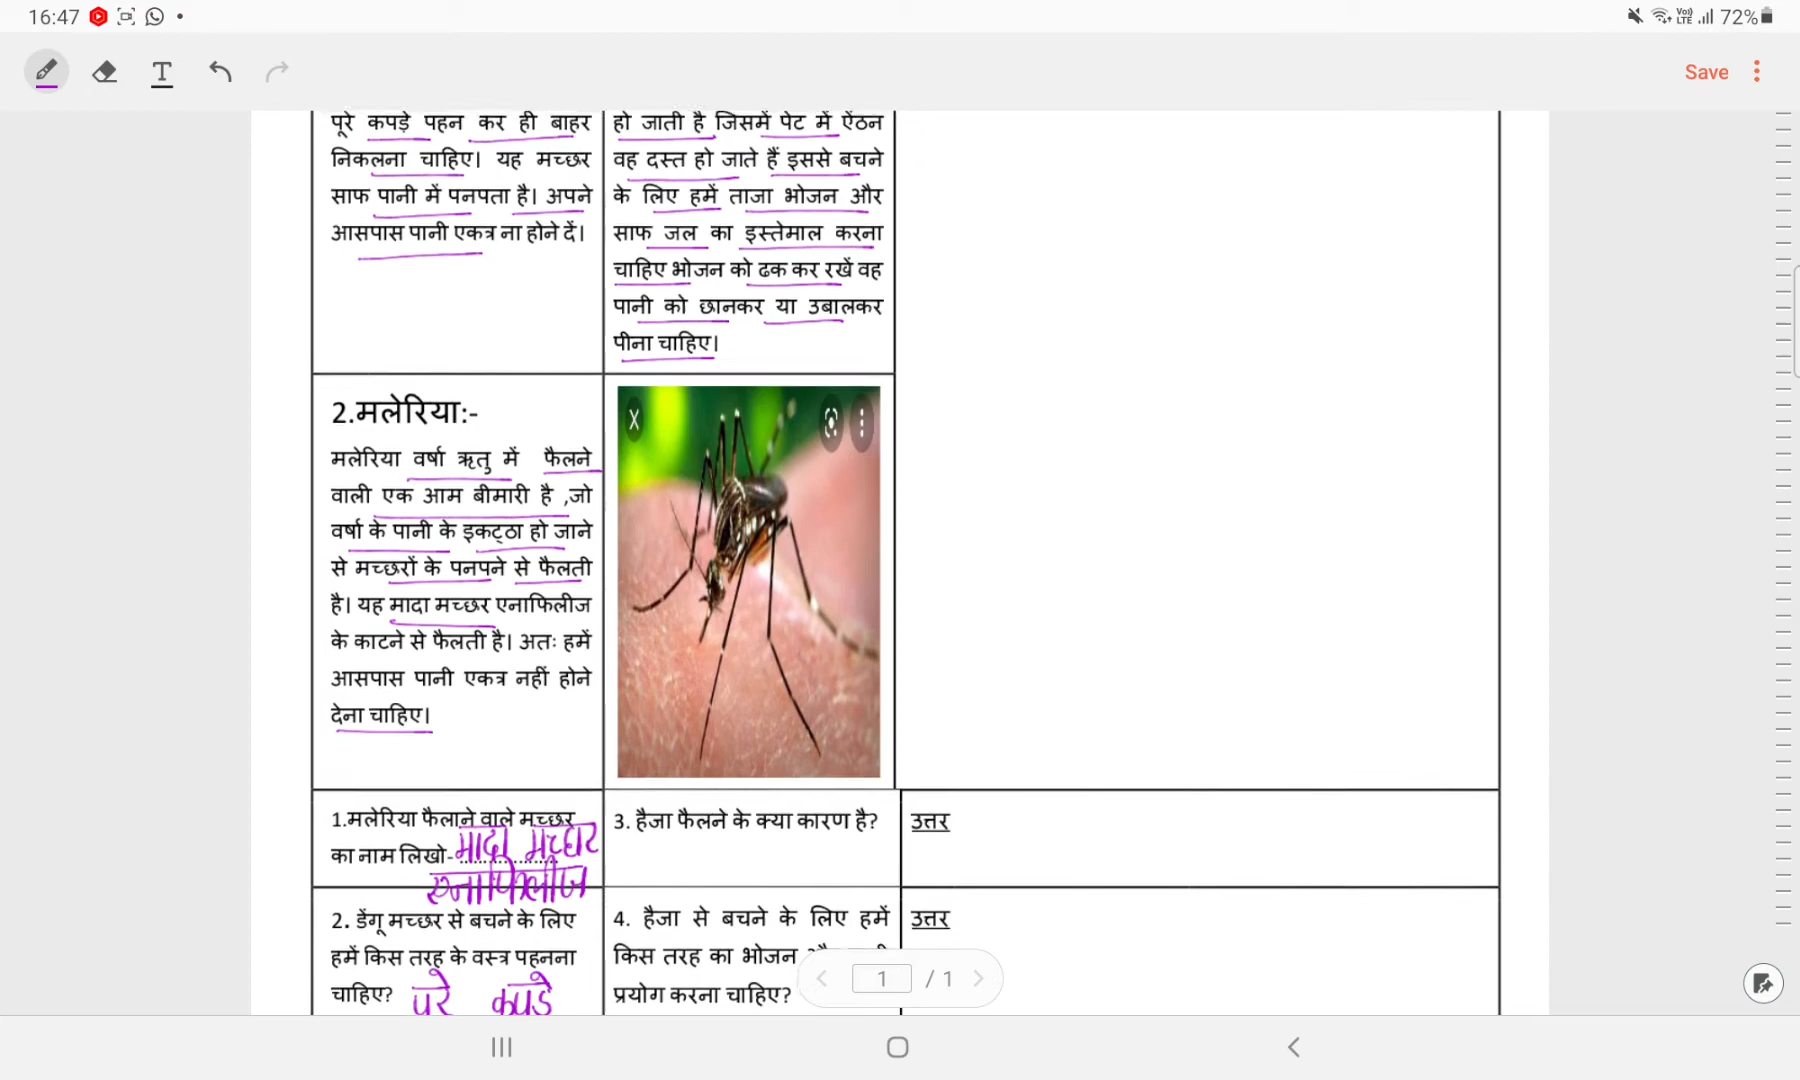 16:47
72%
Save
पूरे कपड़े पहन कर ही बाहर
निकलना चाहिए। यह मच्छर
साफ पानी में पनपता है। अपने
आसपास पानी एकत्र ना होने दें।
हो जाती है जिसमें पेट में ऐंठन
वह दस्त हो जाते हैं इससे बचने
के लिए हमें ताजा भोजन और
साफ जल का इस्तेमाल करना
चाहिए भोजन को ढक कर रखें वह
पानी को छानकर या उबालकर
पीना चाहिए।
2.मलेरिया:-
मलेरिया वर्षा ऋतु में फैलने
वाली एक आम बीमारी है ,जो
वर्षा के पानी के इकट्ठा हो जाने
से मच्छरों के पनपने से फैलती
है। यह मादा मच्छर एनाफिलीज
के काटने से फैलती है। अतः हमें
आसपास पानी एकत्र नहीं होने
देना चाहिए।
1.मलेरिया फैलाने वाले मच्छर
का नाम लिखो- मादा मच्छर
एनाफिलीज
3. हैजा फैलने के क्या कारण है?
उत्तर
2. डेंगू मच्छर से बचने के लिए
हमें किस तरह के वस्त्र पहनना
चाहिए? पूरे कपड़े
4. हैजा से बचने के लिए हमें
किस तरह का भोजन
प्रयोग करना चाहिए?
उत्तर
1 / 1